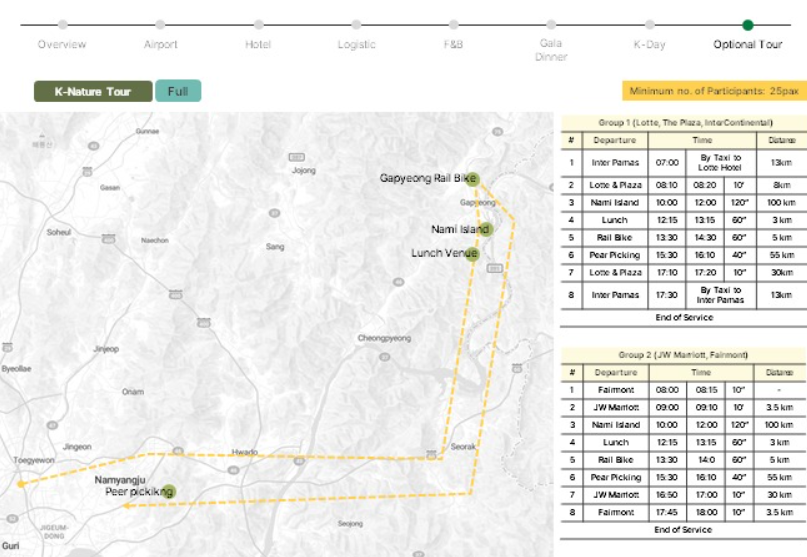 Overview Airport Hotel Logistic F&B Gala Dinner K-Day Optional Tour
K-Nature Tour Full
Minimum no. of Participants: 25pax
Gunnae
Gapyeong Rail Bike
Jojong
Gasan
Gapyeong
Nami Island
Soheul
Naechon
Sang
Lunch Venue
Cheongpyeong
Jinjeop
Byeollae
Onam
Jingeon
Toegyewon
Hwado
Seorak
Namyangju
Peer pickikng
Seojong
JIGEUM-
DONG
Guri
Group 1 (Lotte, The Plaza, InterContinental)
# Departure Time Distance
1 Inter Parnas 07:00 By Taxi to Lotte Hotel 13km
2 Lotte & Plaza 08:10 08:20 10' 8km
3 Nami Island 10:00 12:00 120" 100 km
4 Lunch 12:15 13:15 60" 3 km
5 Rail Bike 13:30 14:30 60" 5 km
6 Pear Picking 15:30 16:10 40" 55 km
7 Lotte & Plaza 17:10 17:20 10" 30km
8 Inter Parnas 17:30 By Taxi to Inter Parnas 13km
End of Service
Group 2 (JW Marriott, Fairmont)
# Departure Time Distance
1 Fairmont 08:00 08:15 10" -
2 JW Marriott 09:00 09:10 10' 3.5 km
3 Nami Island 10:00 12:00 120" 100 km
4 Lunch 12:15 13:15 60" 3 km
5 Rail Bike 13:30 14:0 60" 5 km
6 Pear Picking 15:30 16:10 40" 55 km
7 JW Marriott 16:50 17:00 10" 30 km
8 Fairmont 17:45 18:00 10" 3.5 km
End of Service